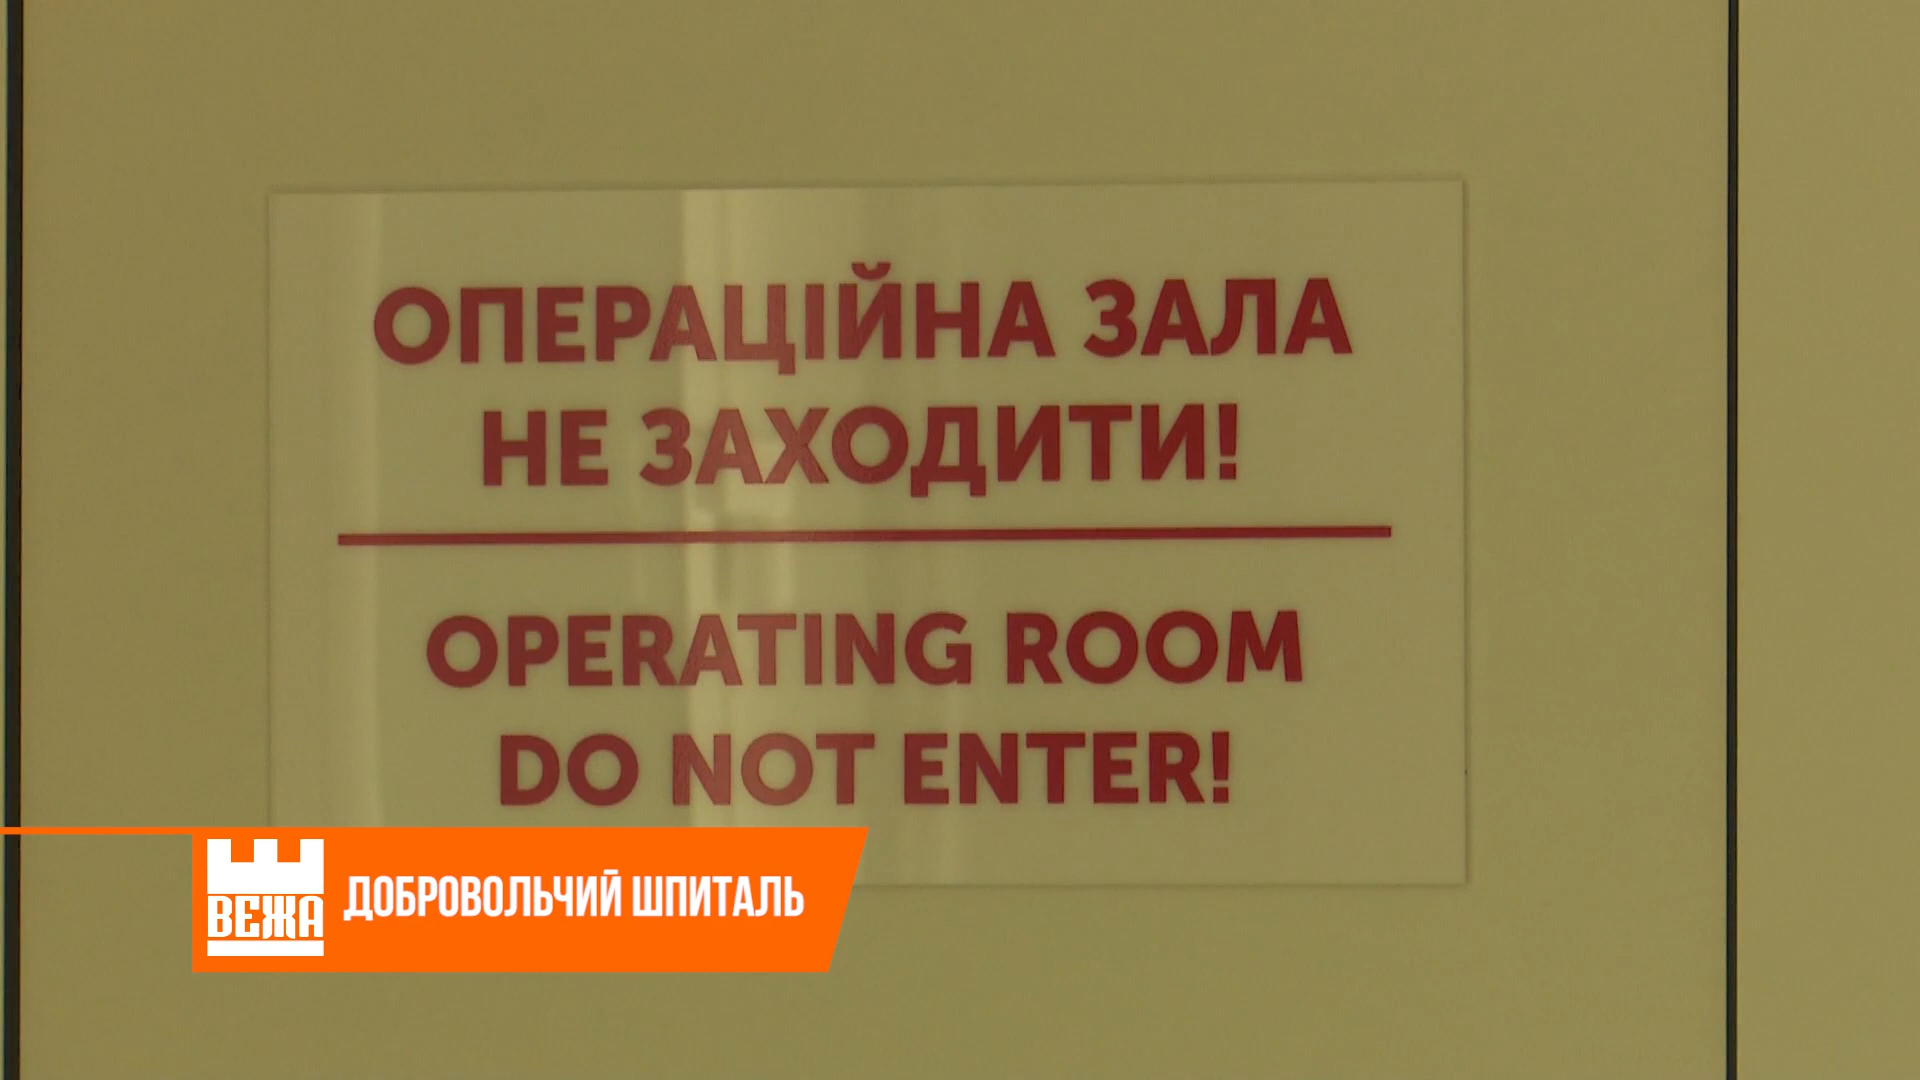 ОПЕРАЦІЙНА ЗАЛА
НЕ ЗАХОДИТИ!
OPERATING ROOM
DO NOT ENTER!
ВЕЖА
ДОБРОВОЛЬЧИЙ ШПИТАЛЬ